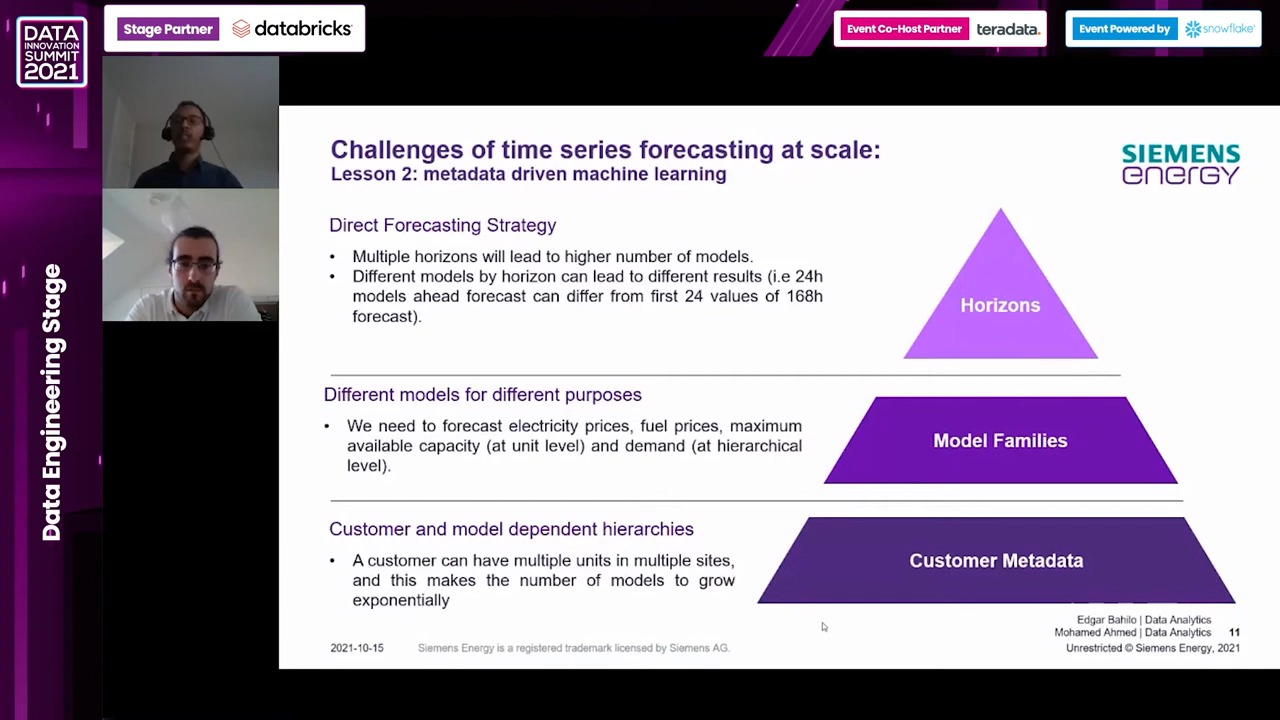 DATA
INNOVATION
SUMMIT
2021
Stage Partner
databricks
Event Co-Host Partner
teradata.
Event Powered by
snowflake
Data Engineering Stage
Challenges of time series forecasting at scale:
Lesson 2: metadata driven machine learning
SIEMENS
energy
Direct Forecasting Strategy
• Multiple horizons will lead to higher number of models.
• Different models by horizon can lead to different results (i.e 24h
models ahead forecast can differ from first 24 values of 168h
forecast).
Horizons
Different models for different purposes
• We need to forecast electricity prices, fuel prices, maximum
available capacity (at unit level) and demand (at hierarchical
level).
Model Families
Customer and model dependent hierarchies
• A customer can have multiple units in multiple sites,
and this makes the number of models to grow
exponentially
Customer Metadata
Edgar Bahilo | Data Analytics
Mohamed Ahmed | Data Analytics 11
2021-10-15 Siemens Energy is a registered trademark licensed by Siemens AG. Unrestricted © Siemens Energy, 2021